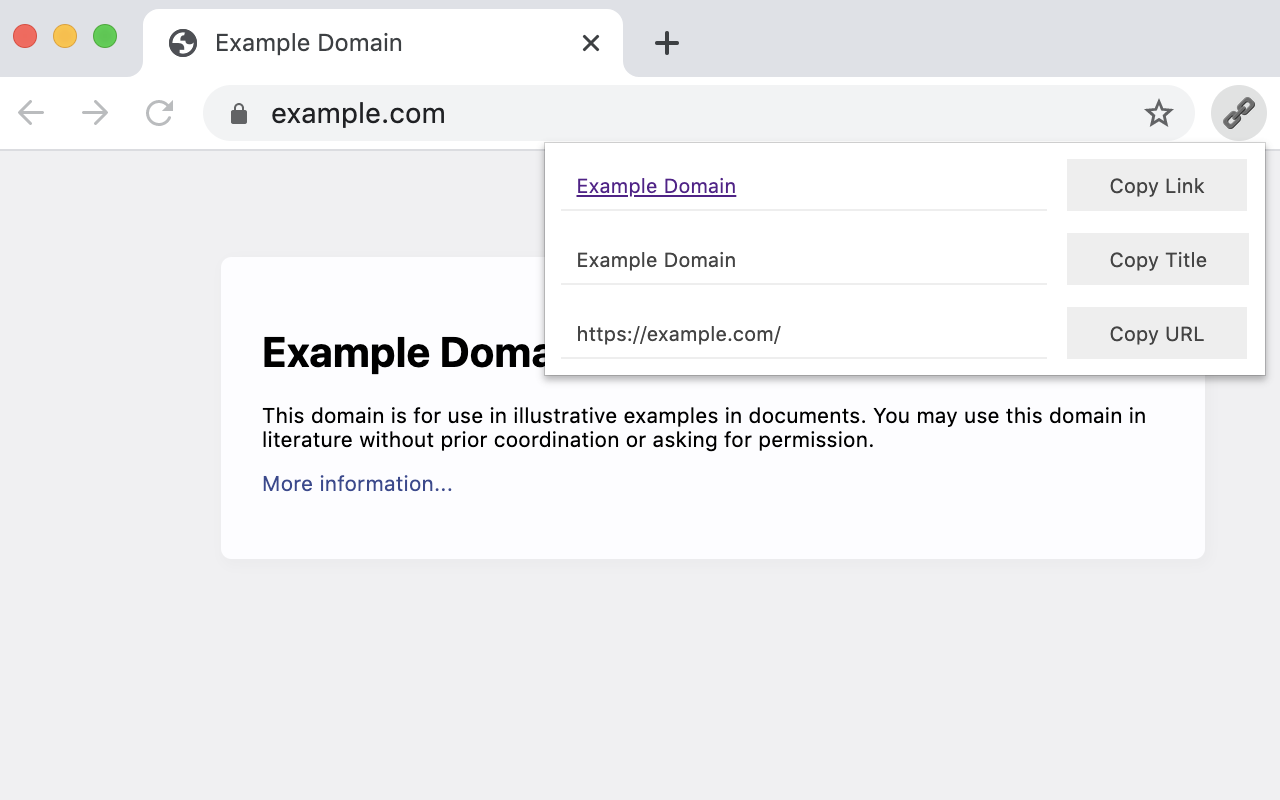 Example Domain
example.com
Example Domain Copy Link
Example Domain Copy Title
https://example.com/ Copy URL
Example Doma
This domain is for use in illustrative examples in documents. You may use this domain in
literature without prior coordination or asking for permission.
More information...